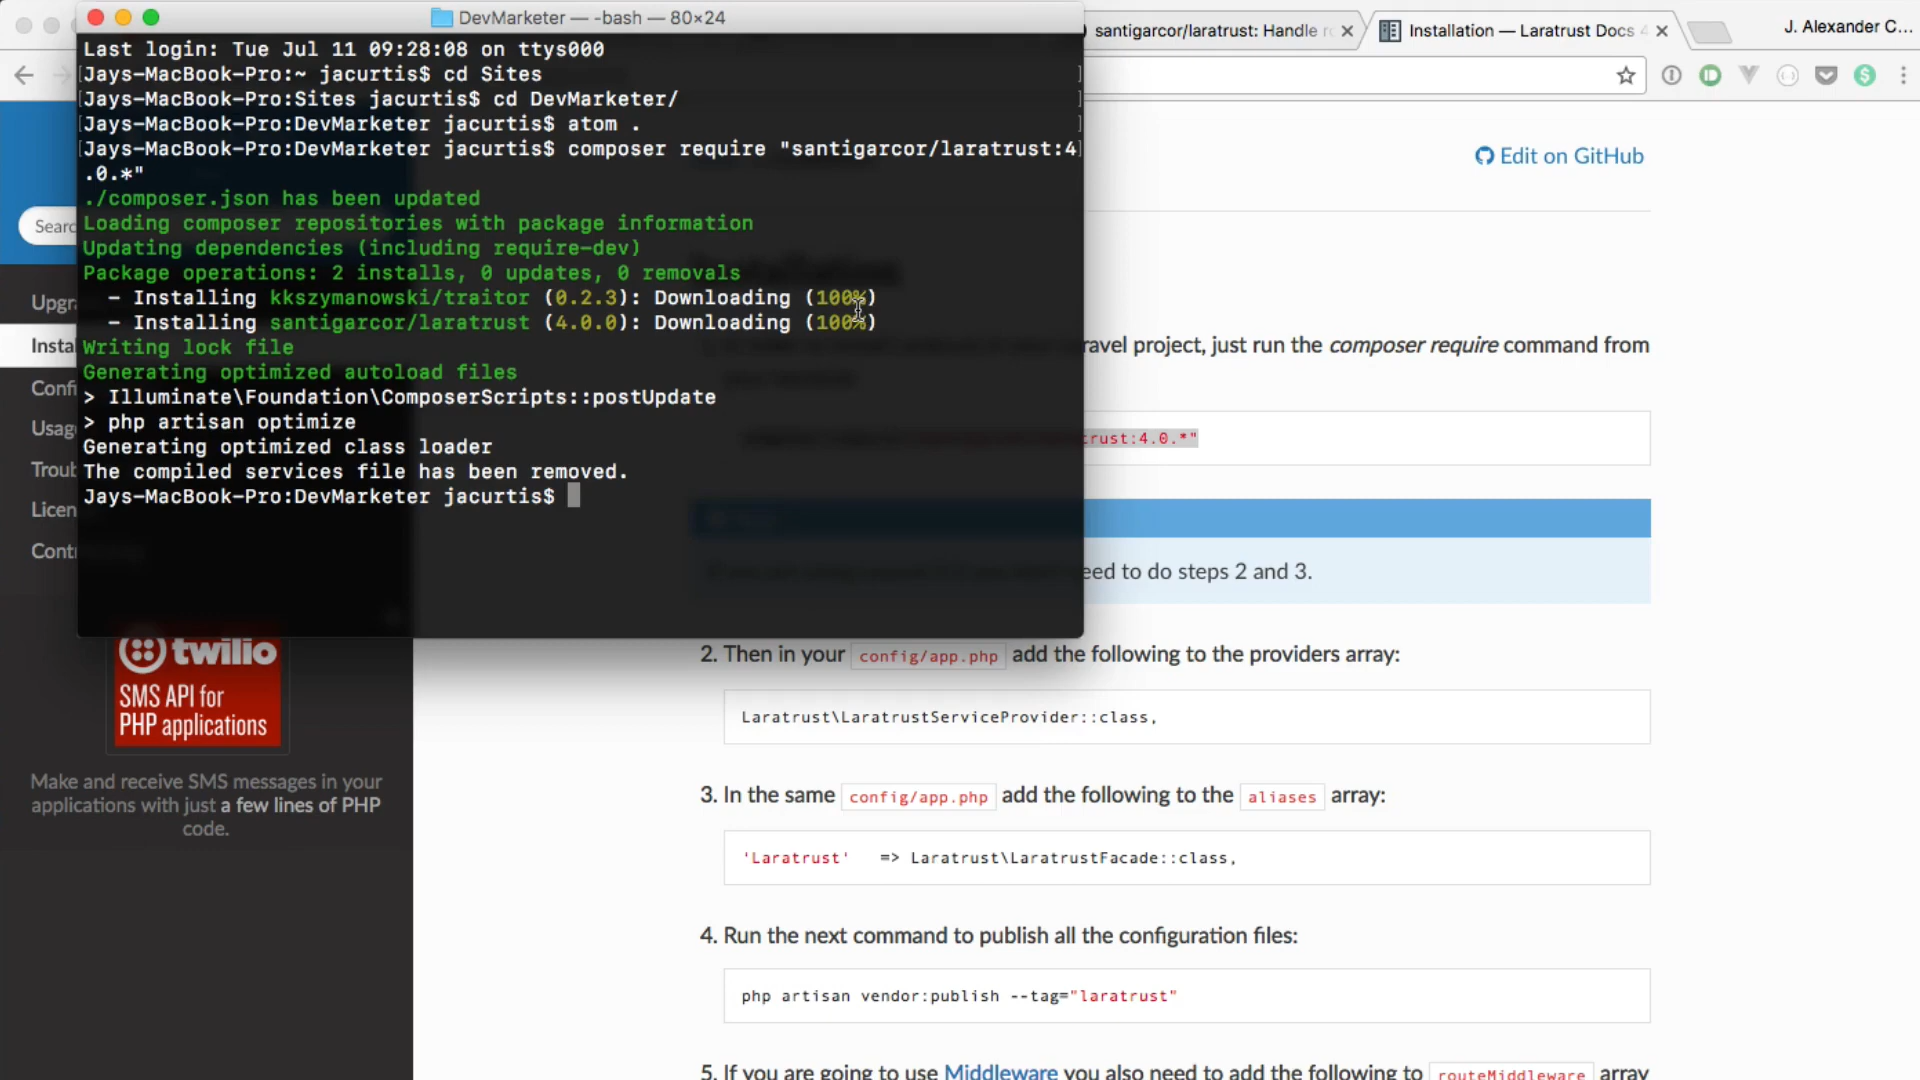 DevMarketer — -bash — 80×24
santigarcor/laratrust: Handle r
Installation — Laratrust Docs 4
J. Alexander C...
Last login: Tue Jul 11 09:28:08 on ttys000
[Jays-MacBook-Pro:~ jacurtis$ cd Sites ]
[Jays-MacBook-Pro:Sites jacurtis$ cd DevMarketer/ ]
[Jays-MacBook-Pro:DevMarketer jacurtis$ atom . ]
[Jays-MacBook-Pro:DevMarketer jacurtis$ composer require "santigarcor/laratrust:4]
.0.*"
./composer.json has been updated
Loading composer repositories with package information
Updating dependencies (including require-dev)
Package operations: 2 installs, 0 updates, 0 removals
– Installing kkszymanowski/traitor (0.2.3): Downloading (100%)
– Installing santigarcor/laratrust (4.0.0): Downloading (100%)
Writing lock file
Generating optimized autoload files
> Illuminate\Foundation\ComposerScripts::postUpdate
> php artisan optimize
Generating optimized class loader
The compiled services file has been removed.
Jays-MacBook-Pro:DevMarketer jacurtis$
Searc
Upgra
Insta
Confi
Usag
Trou
Licen
Cont
twilio
SMS API for
PHP applications
Make and receive SMS messages in your
applications with just a few lines of PHP
code.
Edit on GitHub
Installation
ravel project, just run the composer require command from
trust:4.0.*"
eed to do steps 2 and 3.
2. Then in your config/app.php add the following to the providers array:
Laratrust\LaratrustServiceProvider::class,
3. In the same config/app.php add the following to the aliases array:
'Laratrust' => Laratrust\LaratrustFacade::class,
4. Run the next command to publish all the configuration files:
php artisan vendor:publish --tag="laratrust"
5. If you are going to use Middleware you also need to add the following to routeMiddleware array